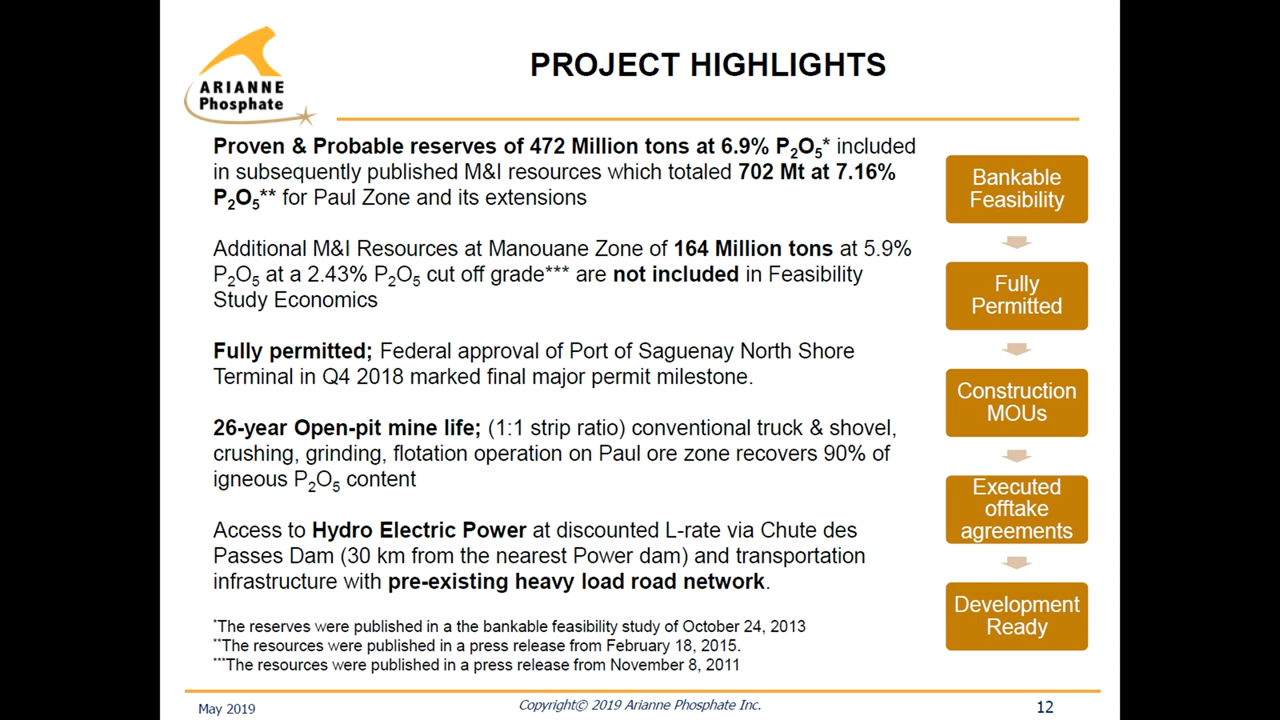 ARIANNE
Phosphate
PROJECT HIGHLIGHTS
Proven & Probable reserves of 472 Million tons at 6.9% P₂O₅* included
in subsequently published M&I resources which totaled 702 Mt at 7.16%
P₂O₅** for Paul Zone and its extensions
Additional M&I Resources at Manouane Zone of 164 Million tons at 5.9%
P₂O₅ at a 2.43% P₂O₅ cut off grade*** are not included in Feasibility
Study Economics
Fully permitted; Federal approval of Port of Saguenay North Shore
Terminal in Q4 2018 marked final major permit milestone.
26-year Open-pit mine life; (1:1 strip ratio) conventional truck & shovel,
crushing, grinding, flotation operation on Paul ore zone recovers 90% of
igneous P₂O₅ content
Access to Hydro Electric Power at discounted L-rate via Chute des
Passes Dam (30 km from the nearest Power dam) and transportation
infrastructure with pre-existing heavy load road network.
*The reserves were published in a the bankable feasibility study of October 24, 2013
**The resources were published in a press release from February 18, 2015.
***The resources were published in a press release from November 8, 2011
Bankable
Feasibility
Fully
Permitted
Construction
MOUs
Executed
offtake
agreements
Development
Ready
May 2019
Copyright© 2019 Arianne Phosphate Inc.
12